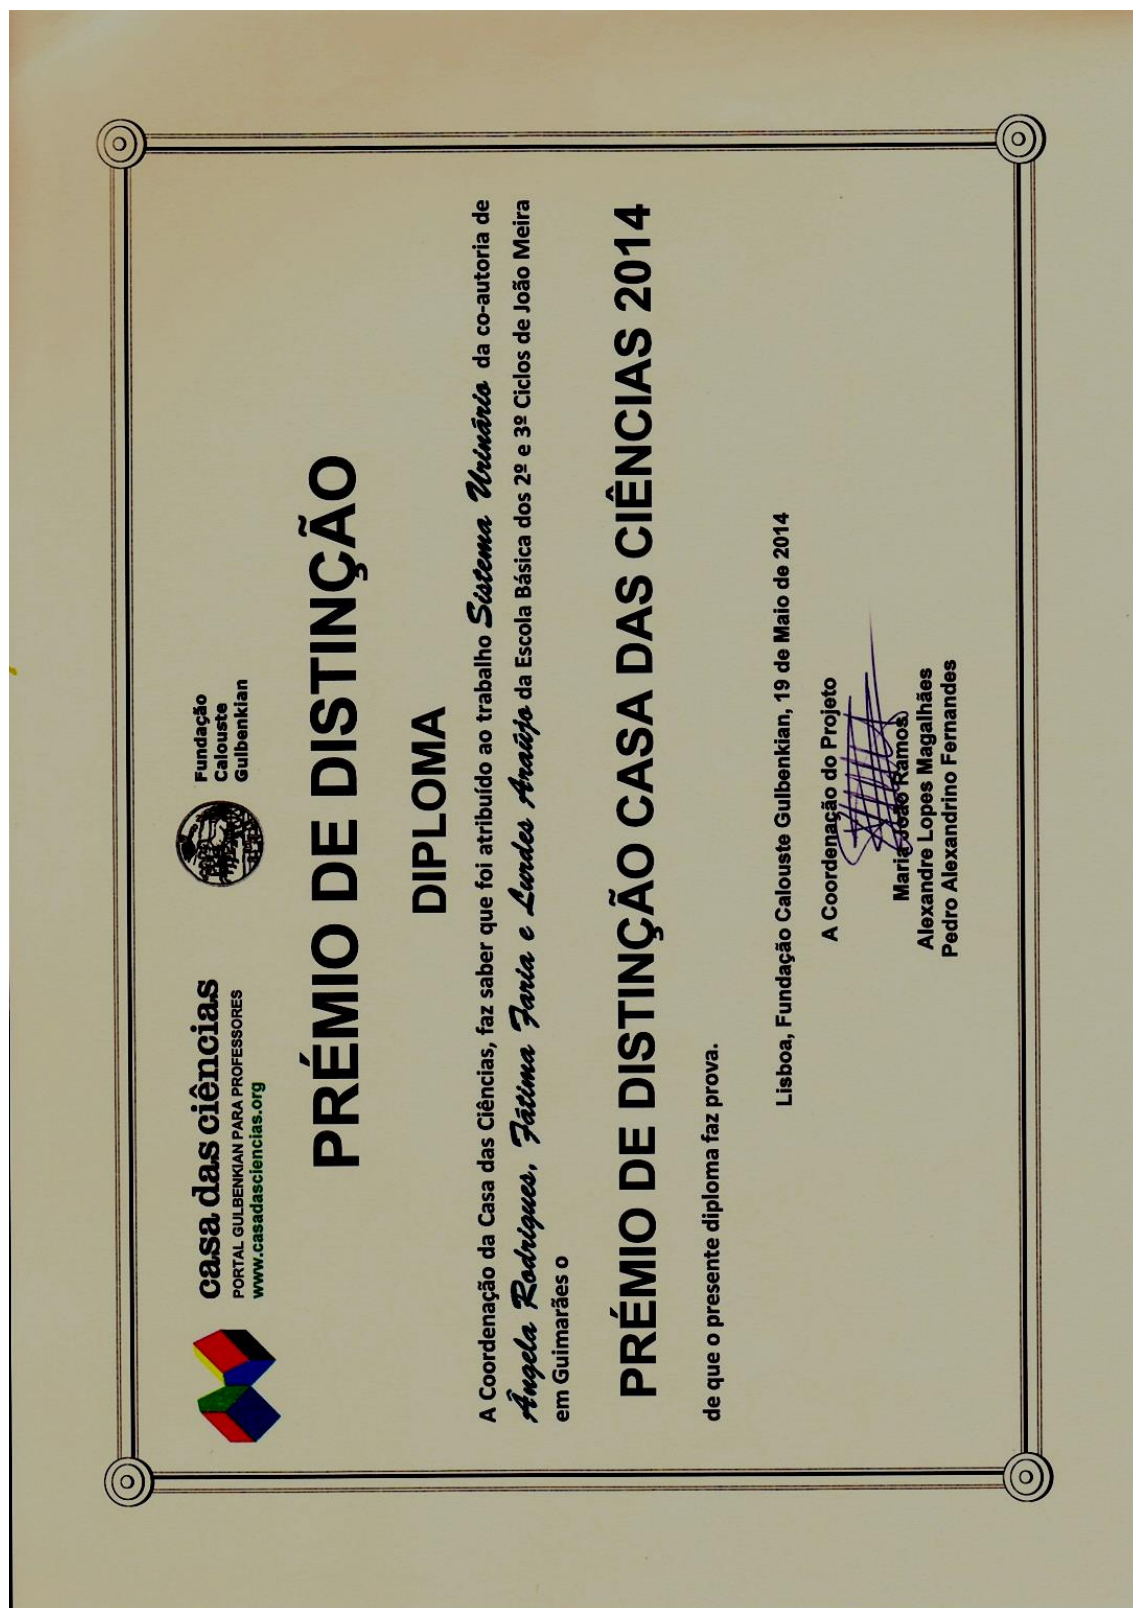 casa das ciências
PORTAL GULBENKIAN PARA PROFESSORES
www.casadasciencias.org
Fundação
Calouste
Gulbenkian
PRÉMIO DE DISTINÇÃO
DIPLOMA
A Coordenação da Casa das Ciências, faz saber que foi atribuído ao trabalho Sistema Urinário da co-autoria de
Ângela Rodrigues, Fátima Faria e Lurdes Araújo da Escola Básica dos 2º e 3º Ciclos de João Meira
em Guimarães o
PRÉMIO DE DISTINÇÃO CASA DAS CIÊNCIAS 2014
de que o presente diploma faz prova.
Lisboa, Fundação Calouste Gulbenkian, 19 de Maio de 2014
A Coordenação do Projeto
Maria João Ramos
Alexandre Lopes Magalhães
Pedro Alexandrino Fernandes